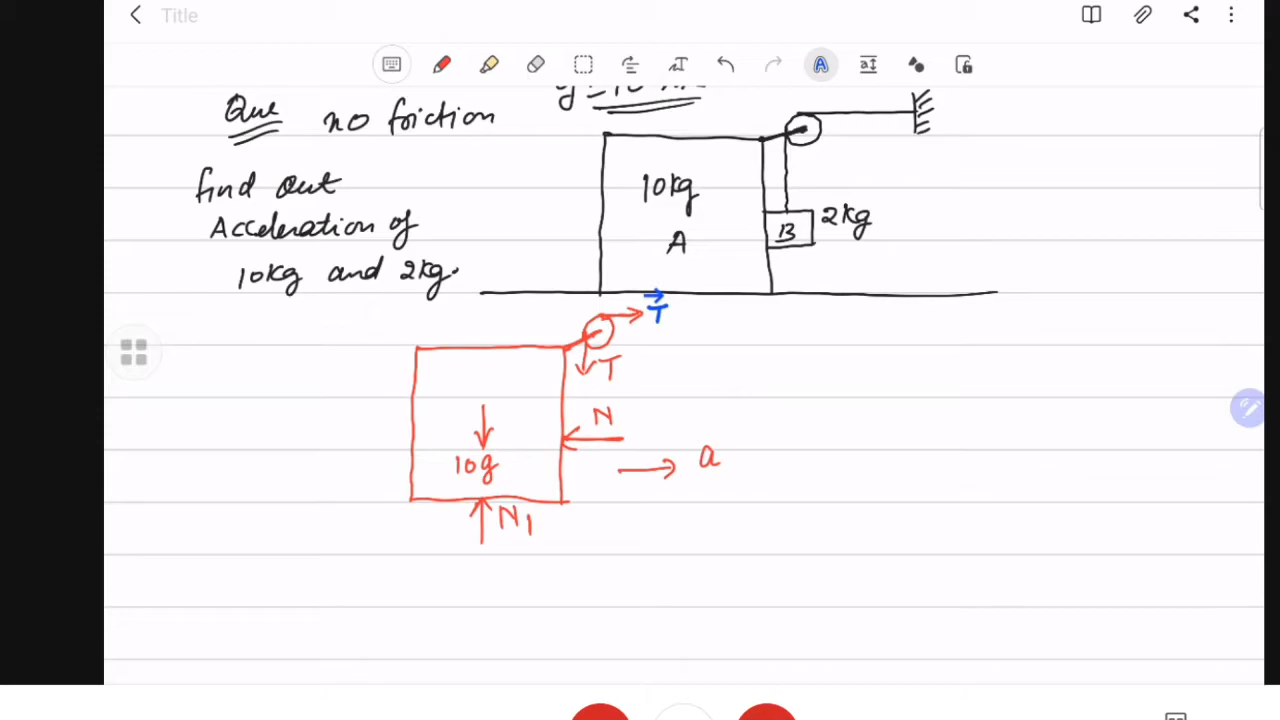 Title
Que no friction
find out
Acceleration of
10kg and 2kg.
10kg
A
B
2kg
T
T
N
a
10g
N1